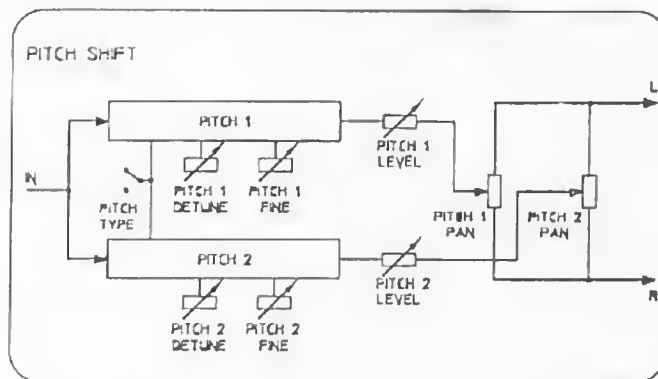 PITCH SHIFT
L
PITCH 1
PITCH 1
LEVEL
IN
PITCH
TYPE
PITCH 1
DETUNE
PITCH 1
FINE
PITCH 1
PAN
PITCH 2
PAN
PITCH 2
PITCH 2
LEVEL
R
PITCH 2
DETUNE
PITCH 2
FINE